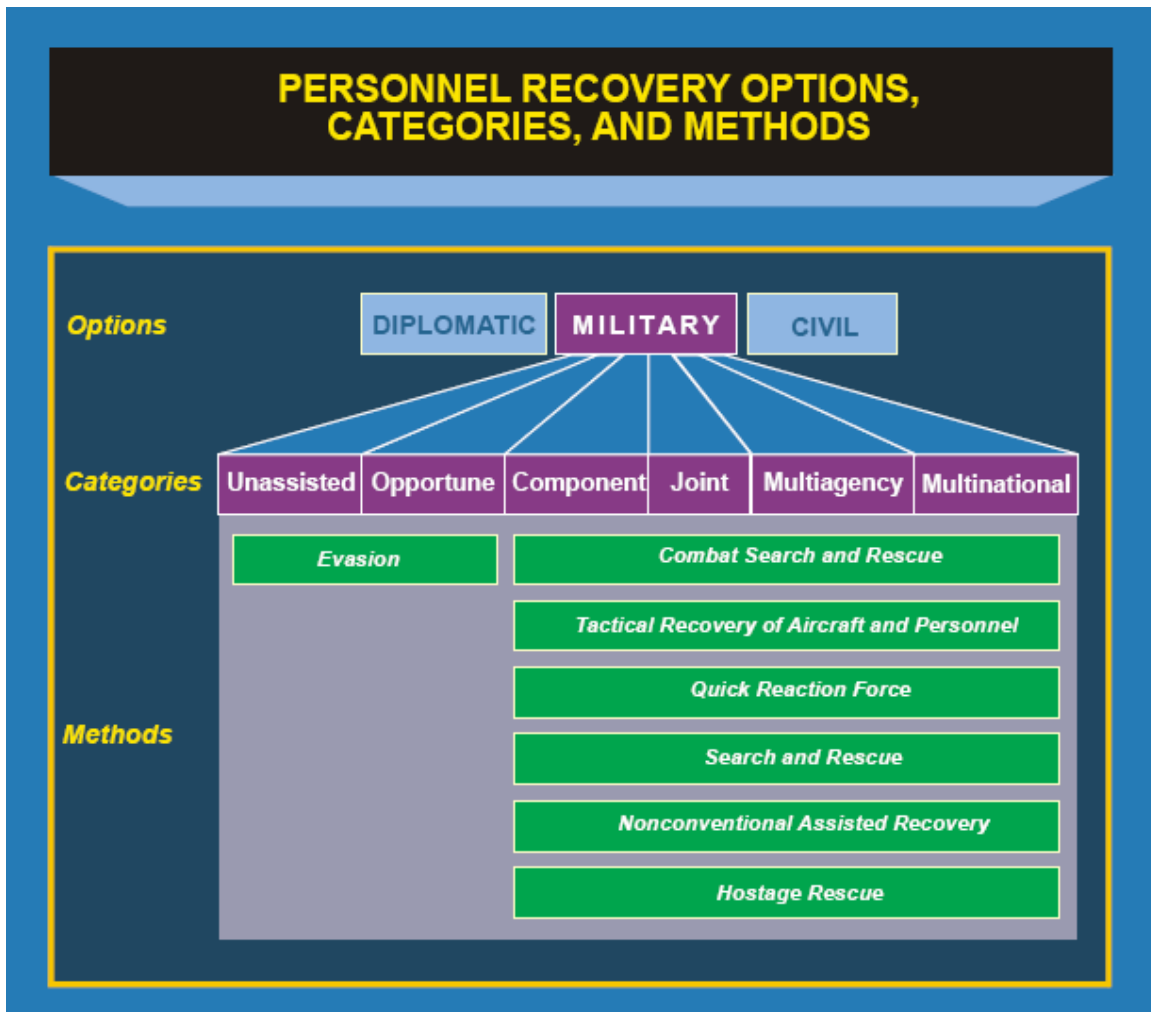 PERSONNEL RECOVERY OPTIONS,
CATEGORIES, AND METHODS
Options
DIPLOMATIC
MILITARY
CIVIL
Categories
Unassisted
Opportune
Component
Joint
Multiagency
Multinational
Evasion
Combat Search and Rescue
Tactical Recovery of Aircraft and Personnel
Quick Reaction Force
Methods
Search and Rescue
Nonconventional Assisted Recovery
Hostage Rescue